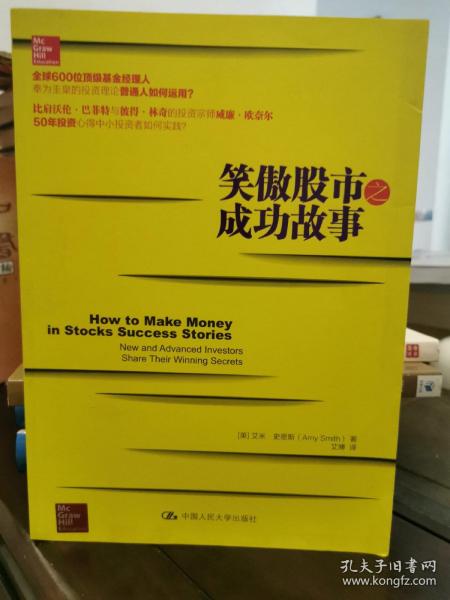 Mc
Graw
Hill
Education
全球600位顶级基金经理人
奉为圭臬的投资理论普通人如何运用？
比肩沃伦·巴菲特与彼得·林奇的投资宗师威廉·欧奈尔
50年投资心得中小投资者如何实践？
笑傲股市之
成功故事
How to Make Money
in Stocks Success Stories
New and Advanced Investors
Share Their Winning Secrets
[美] 艾米·史密斯（Amy Smith）著
艾博 译
Mc
Graw
Hill
Education
中国人民大学出版社
孔夫子旧书网
www.kongfz.com